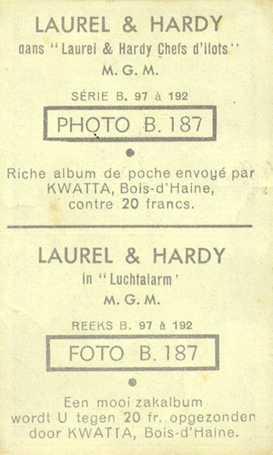 LAUREL & HARDY
dans "Laurel & Hardy Chefs d'ilots"
M. G. M.
SÉRIE B. 97 à 192
PHOTO B. 187
Riche album de poche envoyé par
KWATTA, Bois-d'Haine,
contre 20 francs.
LAUREL & HARDY
in "Luchtalarm'
M. G. M.
REEKS B. 97 à 192
FOTO B. 187
Een mooi zakalbum
wordt U tegen 20 fr. opgezonden
door KWATTA, Bois-d'Haine.